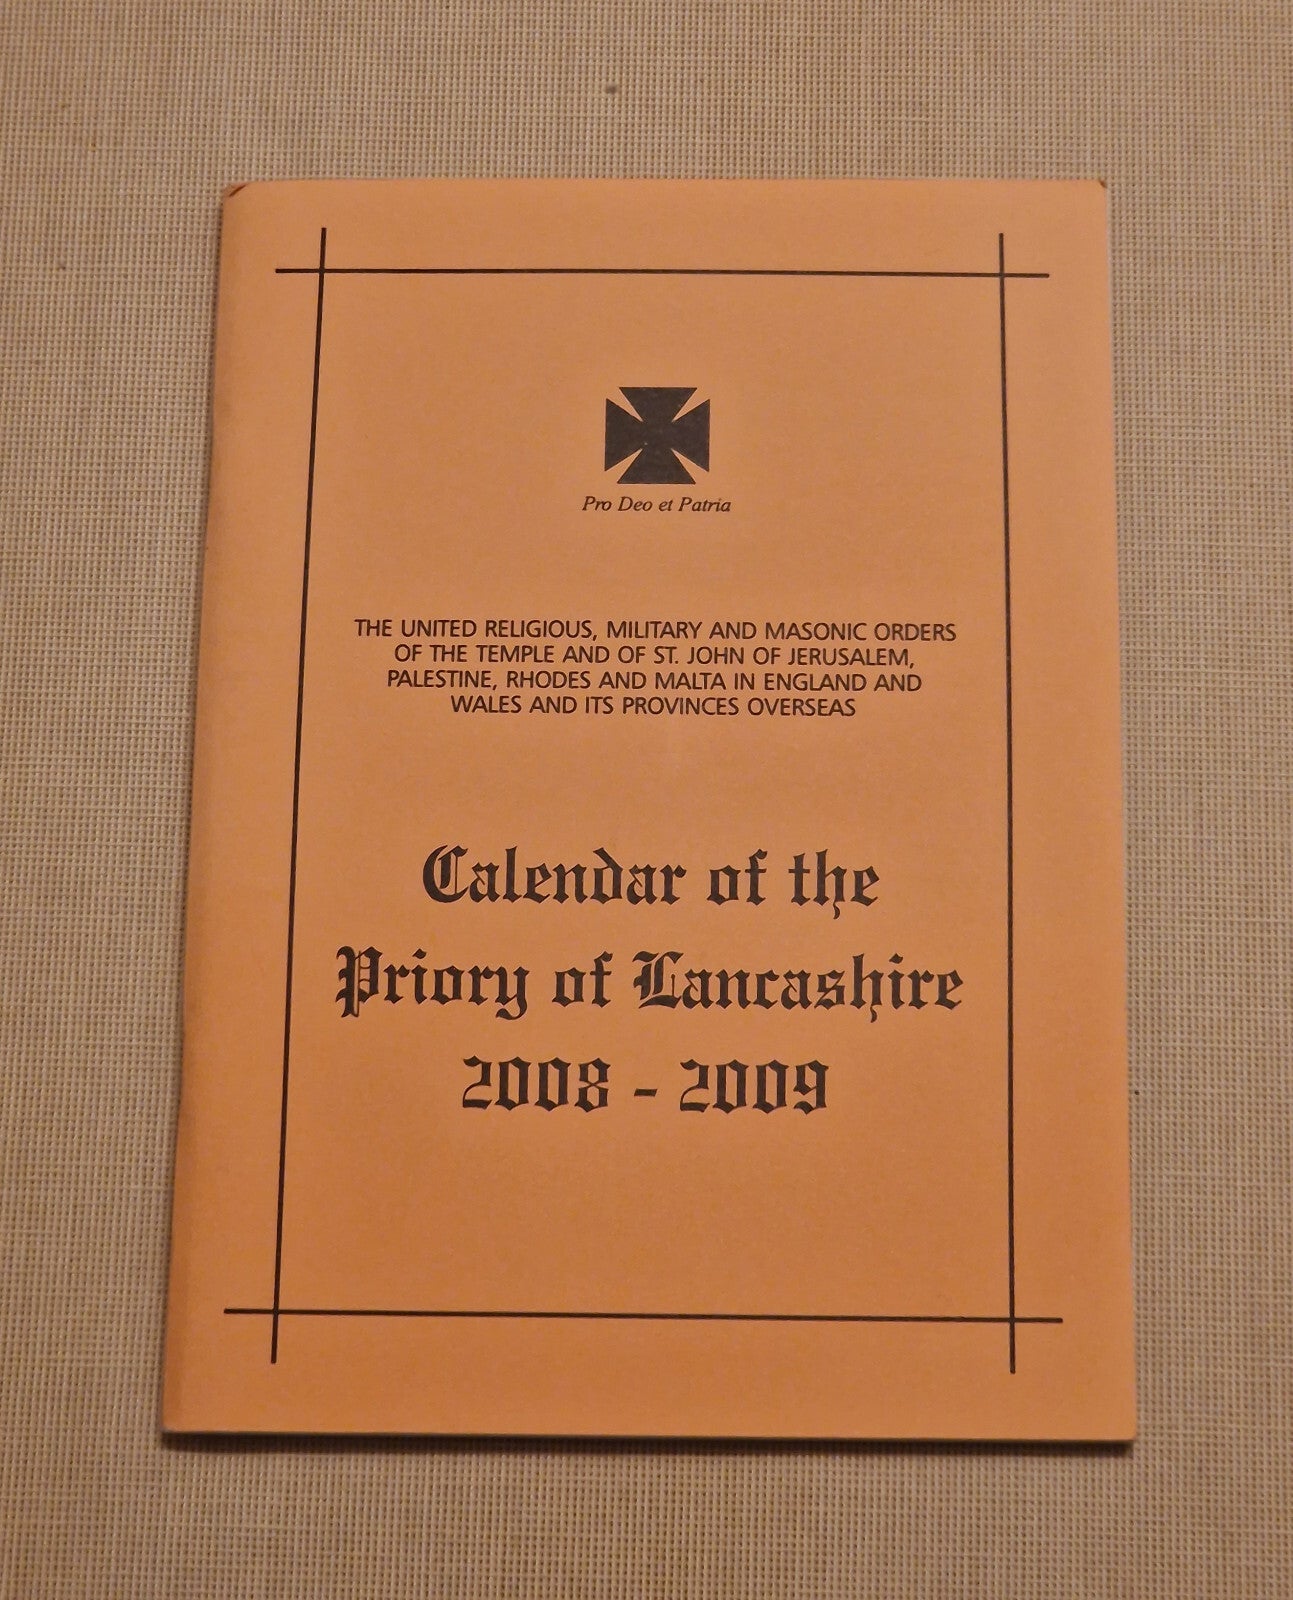 Pro Deo et Patria
THE UNITED RELIGIOUS, MILITARY AND MASONIC ORDERS
OF THE TEMPLE AND OF ST. JOHN OF JERUSALEM,
PALESTINE, RHODES AND MALTA IN ENGLAND AND
WALES AND ITS PROVINCES OVERSEAS
Calendar of the
Priory of Lancashire
2008 - 2009